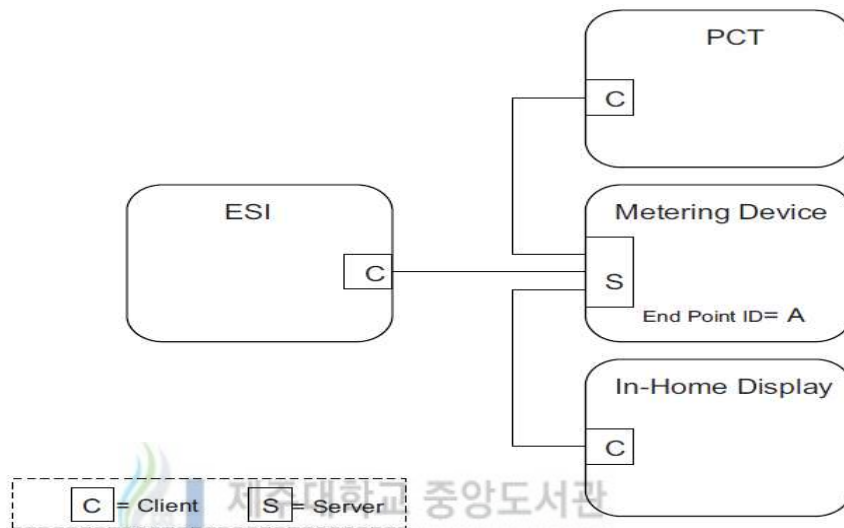 PCT
C
ESI
C
Metering Device
S
End Point ID= A
In-Home Display
C
C = Client S = Server
제주대학교 중앙도서관